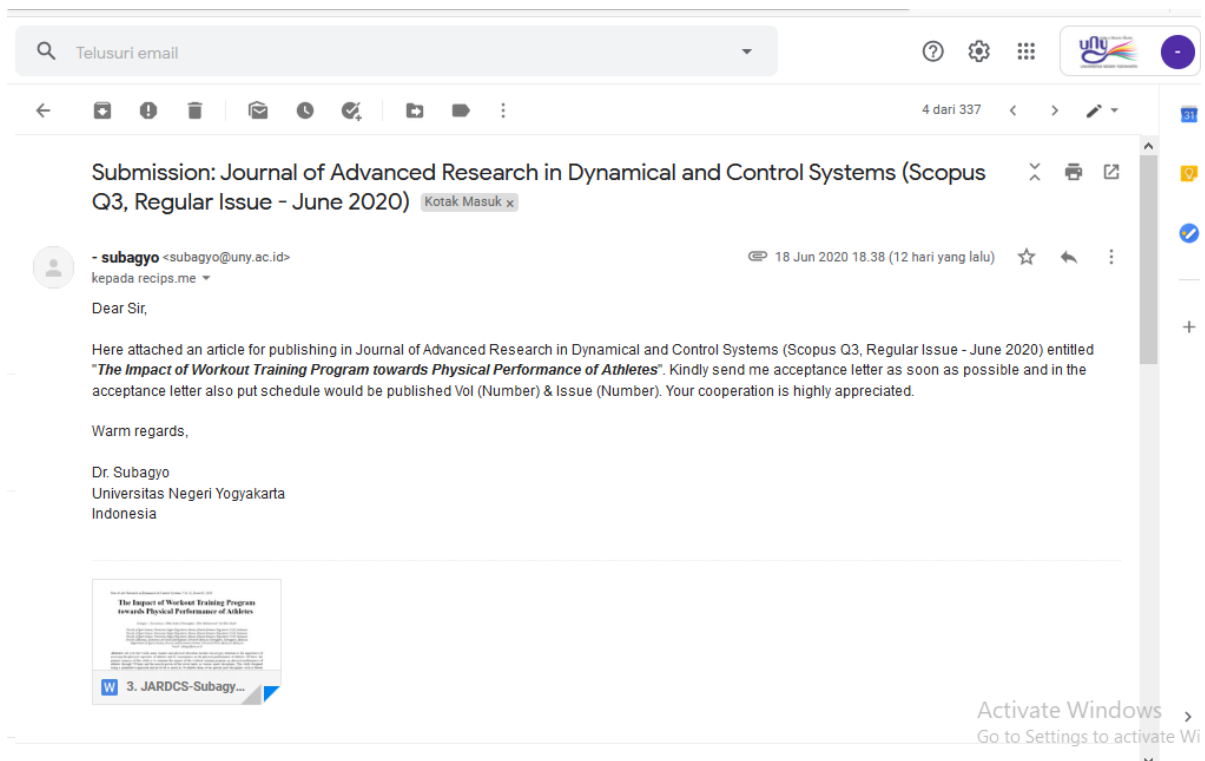 Telusuri email
uny
-
4 dari 337
31
Submission: Journal of Advanced Research in Dynamical and Control Systems (Scopus
Q3, Regular Issue - June 2020) Kotak Masuk x
- subagyo <subagyo@uny.ac.id>
18 Jun 2020 18.38 (12 hari yang lalu)
kepada recips.me
Dear Sir,
Here attached an article for publishing in Journal of Advanced Research in Dynamical and Control Systems (Scopus Q3, Regular Issue - June 2020) entitled
"The Impact of Workout Training Program towards Physical Performance of Athletes". Kindly send me acceptance letter as soon as possible and in the
acceptance letter also put schedule would be published Vol (Number) & Issue (Number). Your cooperation is highly appreciated.
Warm regards,
Dr. Subagyo
Universitas Negeri Yogyakarta
Indonesia
The Impact of Workout Training Program
towards Physical Performance of Athletes
W 3. JARDCS-Subagy...
Activate Windows
Go to Settings to activate Wi